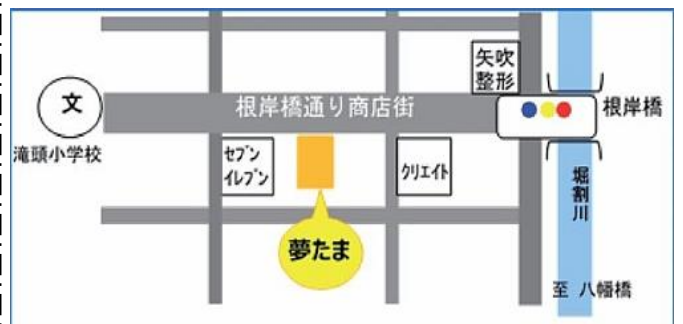 矢吹
整形
文
根岸橋通り商店街
根岸橋
滝頭小学校
セブン
イレブン
クリエイト
堀割川
夢たま
至 八幡橋